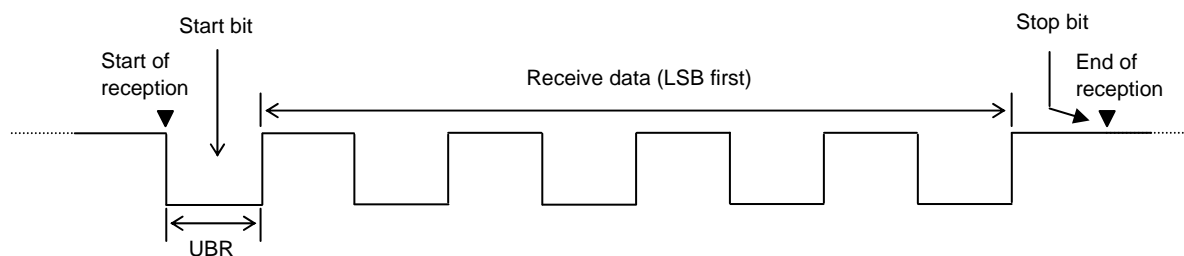 Start bit
Stop bit
Start of
reception
Receive data (LSB first)
End of
reception
UBR